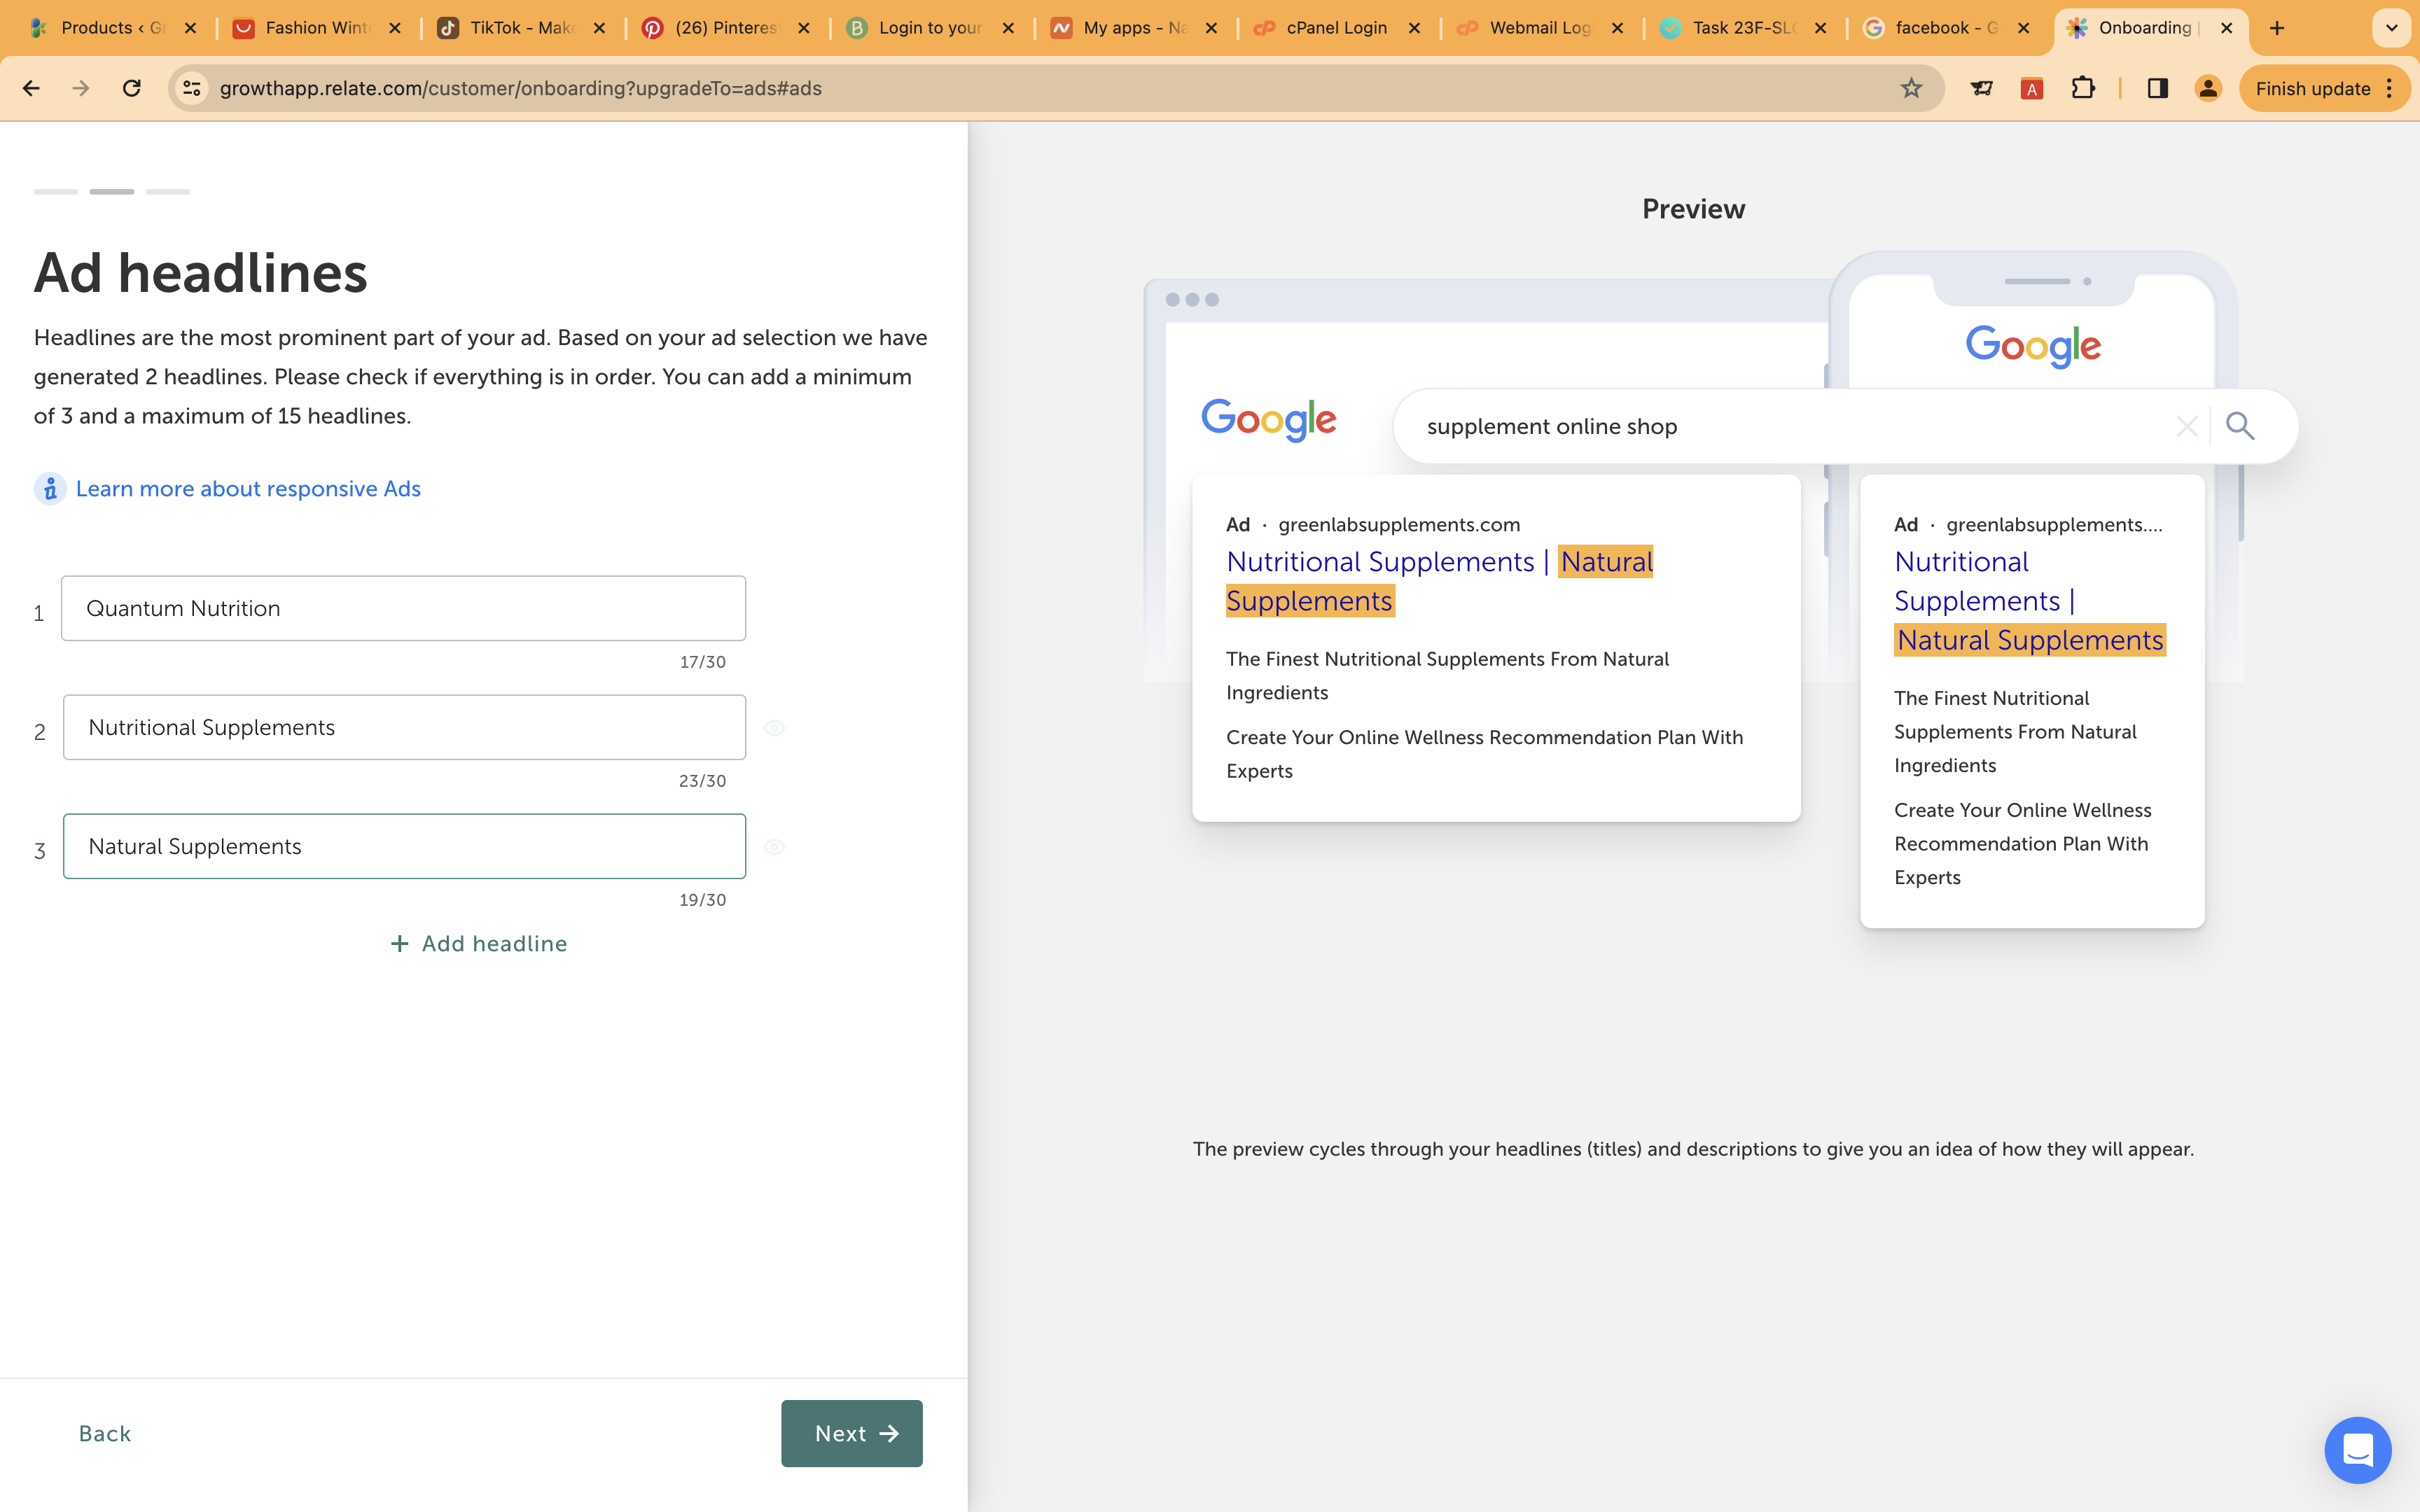 Products ‹ Gr
Fashion Wint
TikTok - Make
(26) Pinteres
Login to your
My apps - Na
cPanel Login
Webmail Log
Task 23F-SL
facebook - G
Onboarding |
growthapp.relate.com/customer/onboarding?upgradeTo=ads#ads
A
Finish update
Ad headlines
Headlines are the most prominent part of your ad. Based on your ad selection we have
generated 2 headlines. Please check if everything is in order. You can add a minimum
of 3 and a maximum of 15 headlines.
Learn more about responsive Ads
1
Quantum Nutrition
17/30
2
Nutritional Supplements
23/30
3
Natural Supplements
19/30
+ Add headline
Back
Next →
Preview
Google
Google
supplement online shop
Ad · greenlabsupplements.com
Nutritional Supplements | Natural
Supplements
The Finest Nutritional Supplements From Natural
Ingredients
Create Your Online Wellness Recommendation Plan With
Experts
Ad · greenlabsupplements....
Nutritional
Supplements |
Natural Supplements
The Finest Nutritional
Supplements From Natural
Ingredients
Create Your Online Wellness
Recommendation Plan With
Experts
The preview cycles through your headlines (titles) and descriptions to give you an idea of how they will appear.